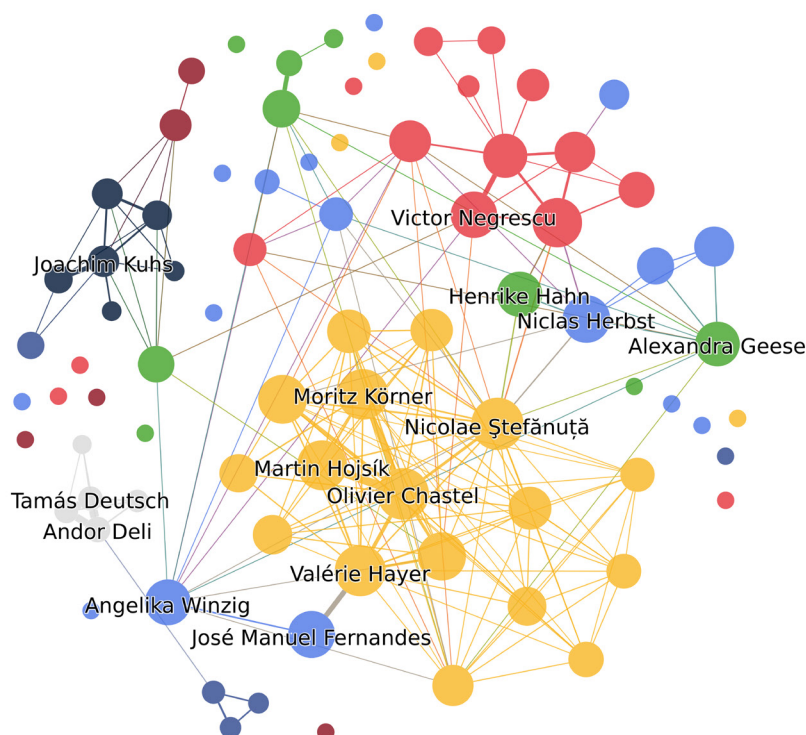 Victor Negrescu
Joachim Kuhs
Henrike Hahn
Niclas Herbst
Alexandra Geese
Moritz Körner
Nicolae Ştefănuță
Martin Hojsík
Olivier Chastel
Tamás Deutsch
Andor Deli
Valérie Hayer
Angelika Winzig
José Manuel Fernandes